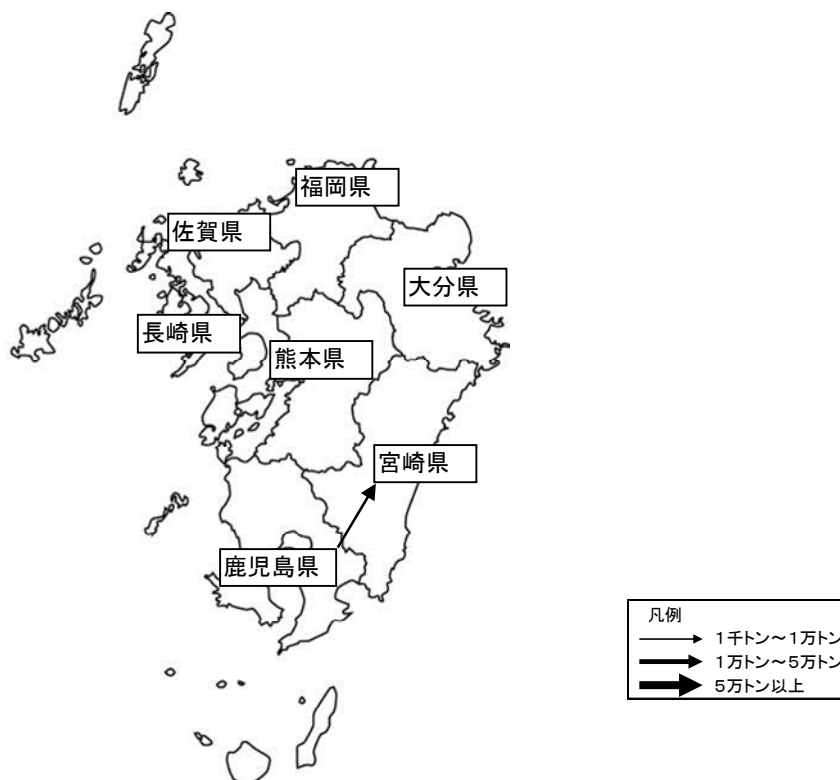 福岡県
佐賀県
大分県
長崎県
熊本県
宮崎県
鹿児島県
凡例
1千トン～1万トン
1万トン～5万トン
5万トン以上